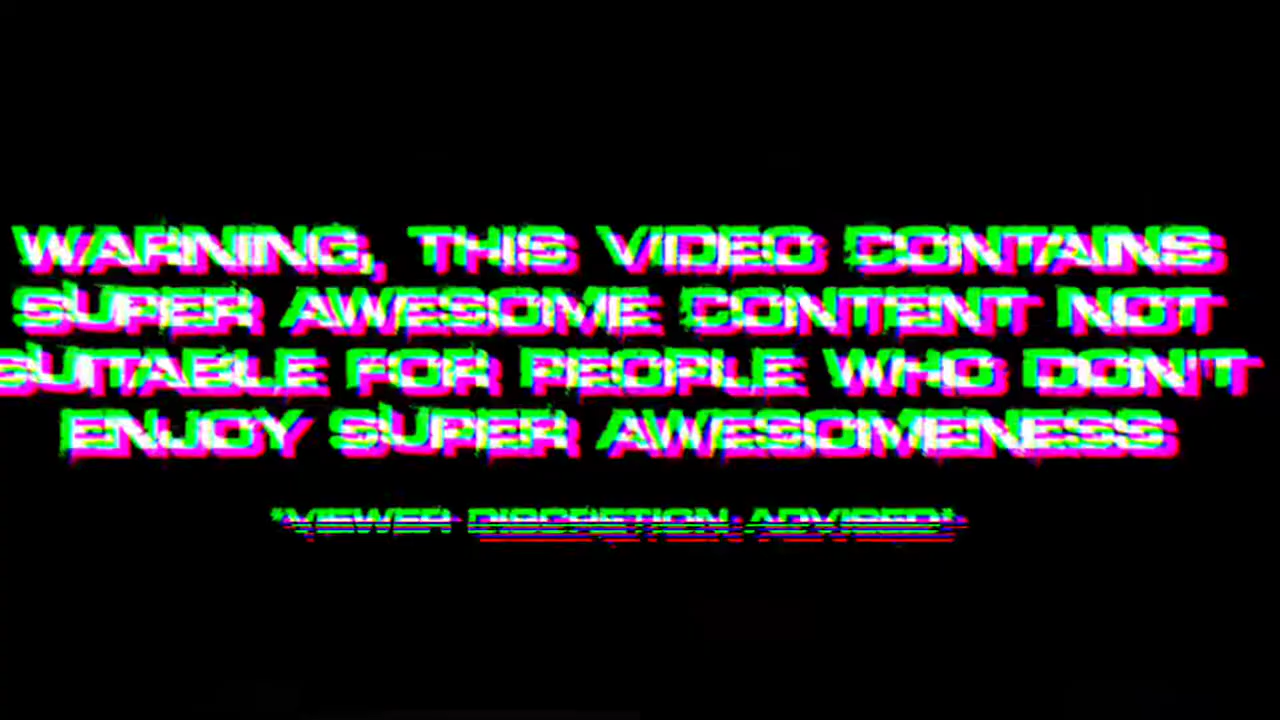 WARNING, THIS VIDEO CONTAINS
SUPER AWESOME CONTENT NOT
SUITABLE FOR PEOPLE WHO DON'T
ENJOY SUPER AWESOMENESS
*VIEWER DISCRETION ADVISED*